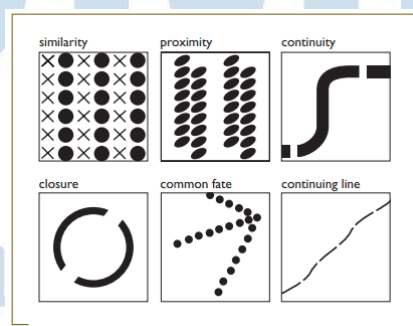 similarity
proximity
continuity
closure
common fate
continuing line